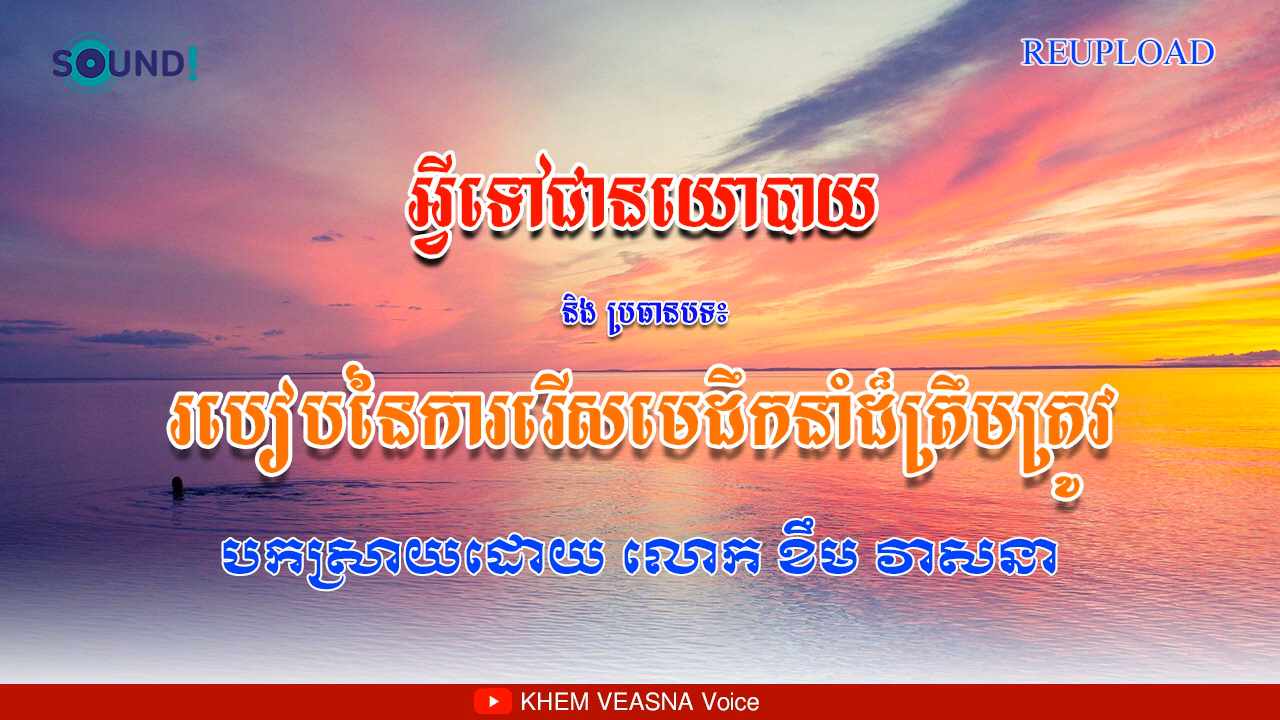 SOUND!
REUPLOAD
អ្វីទៅជានយោបាយ
និង ប្រធានបទ៖
របៀបនៃការរើសមេដឹកនាំដ៏ត្រឹមត្រូវ
បកស្រាយដោយ លោក ខឹម វាសនា
KHEM VEASNA Voice